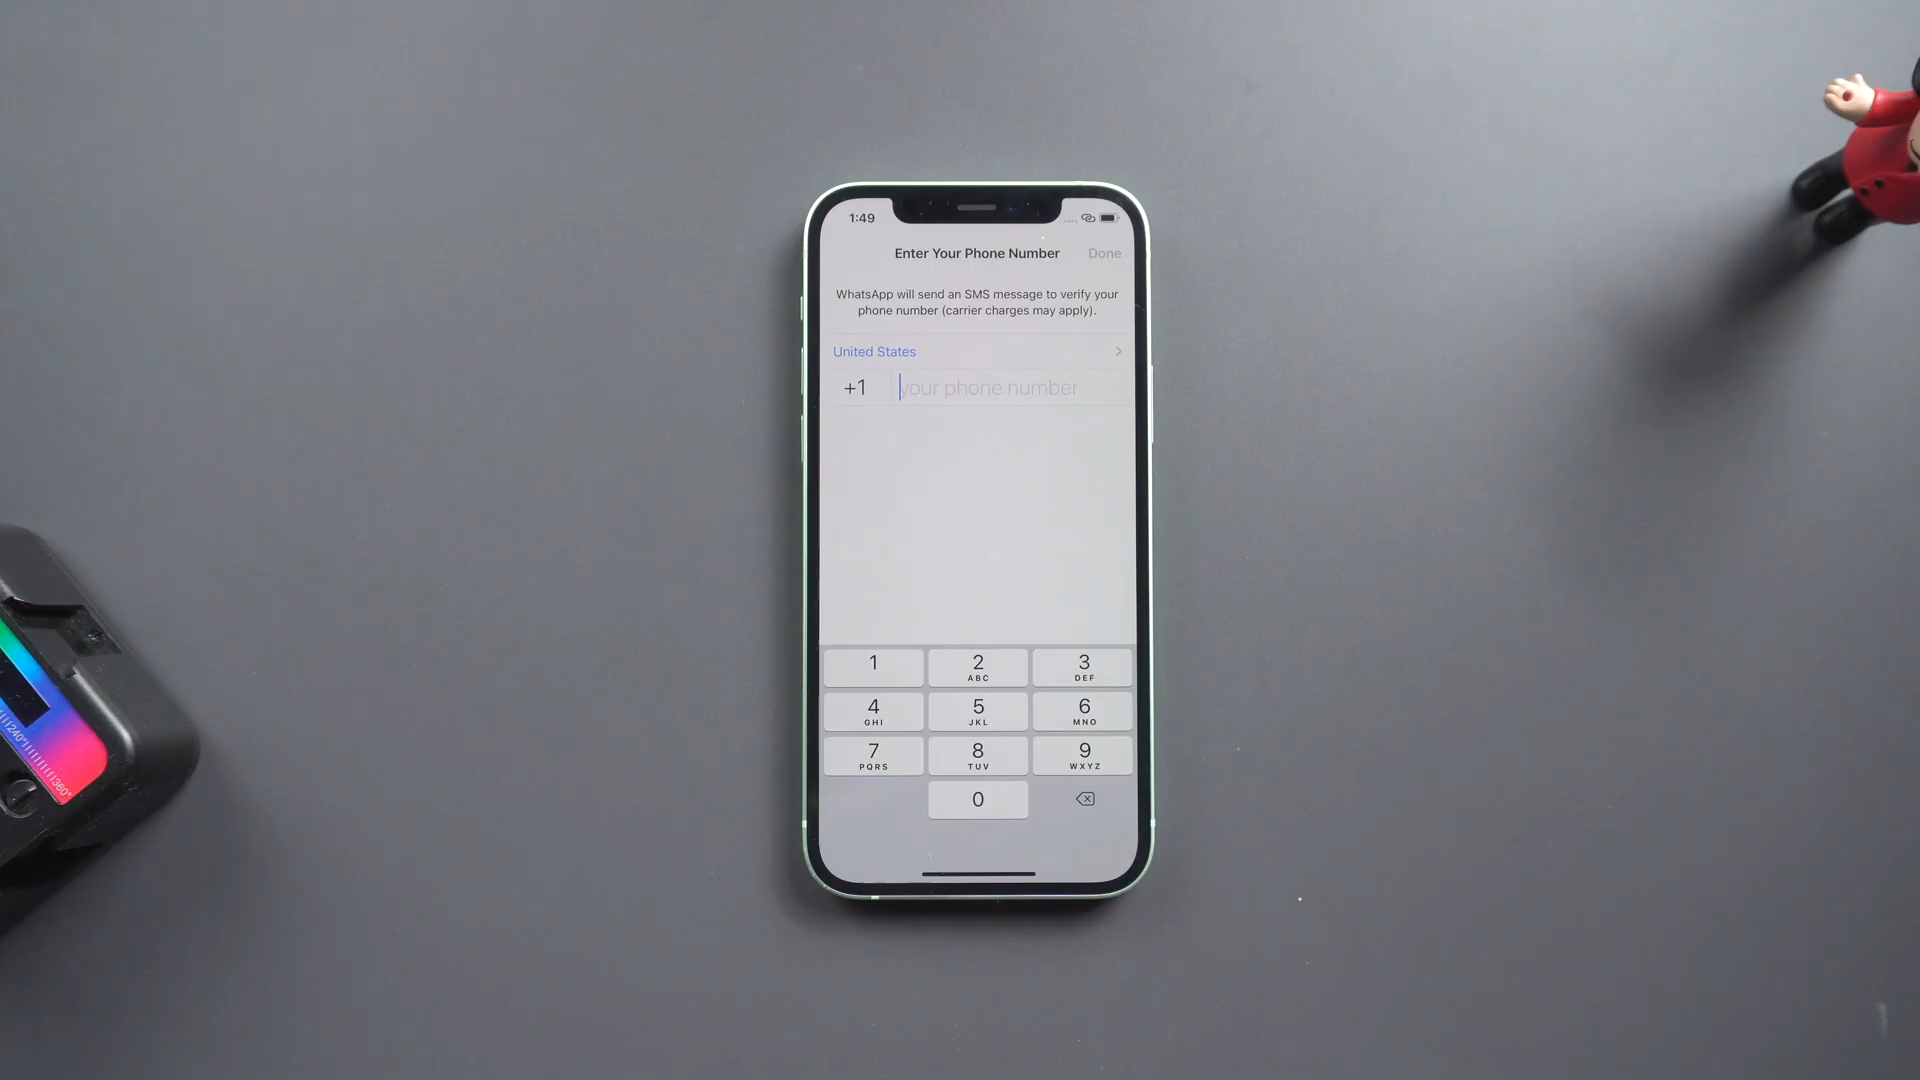 1:49
Enter Your Phone Number Done
WhatsApp will send an SMS message to verify your
phone number (carrier charges may apply).
United States
+1 your phone number
1 2 3
ABC DEF
4 5 6
GHI JKL MNO
7 8 9
PQRS TUV WXYZ
0
240°
360°